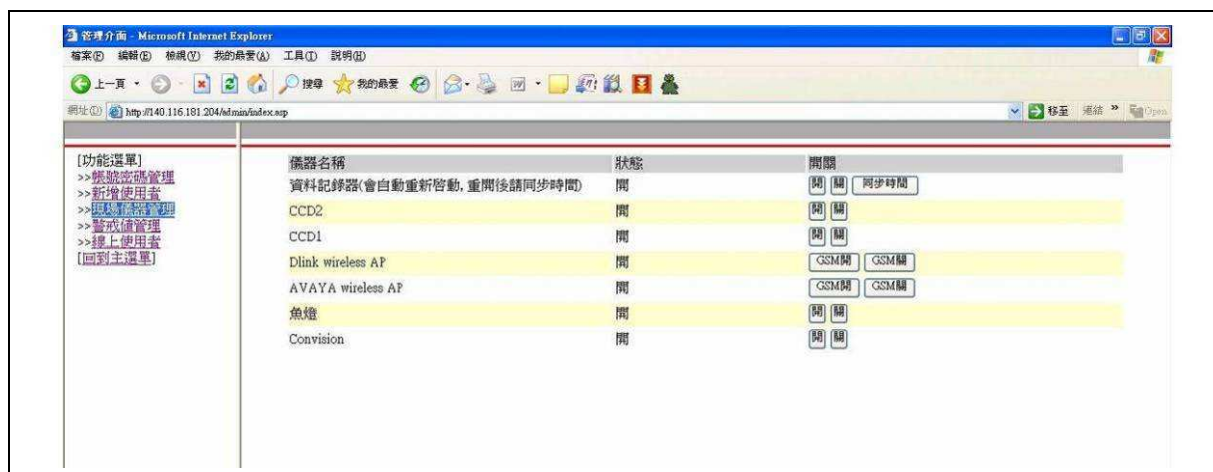 管理介面 - Microsoft Internet Explorer
檔案(F) 編輯(E) 檢視(V) 我的最愛(A) 工具(T) 說明(H)
上一頁 搜尋 我的最愛
網址(D) http://140.116.181.204/admin/index.asp 移至 連結 » Open
[功能選單]
>>帳號密碼管理
>>新增使用者
>>現場儀器管理
>>警戒值管理
>>線上使用者
[回到主選單]
儀器名稱 狀態 開關
資料記錄器(會自動重新啓動, 重開後請同步時間) 開 開 關 同步時間
CCD2 開 開 關
CCD1 開 開 關
Dlink wireless AP 開 GSM開 GSM關
AVAYA wireless AP 開 GSM開 GSM關
魚燈 開 開 關
Convision 開 開 關